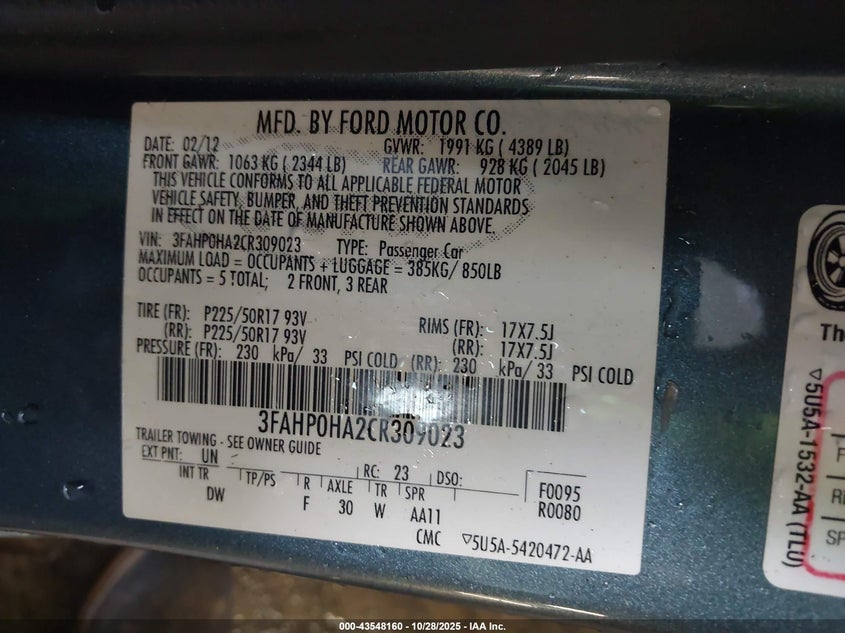 MFD. BY FORD MOTOR CO.
DATE: 02/12 GVWR: 1991 KG ( 4389 LB)
FRONT GAWR: 1063 KG ( 2344 LB) REAR GAWR: 928 KG ( 2045 LB)
THIS VEHICLE CONFORMS TO ALL APPLICABLE FEDERAL MOTOR
VEHICLE SAFETY, BUMPER, AND THEFT PREVENTION STANDARDS
IN EFFECT ON THE DATE OF MANUFACTURE SHOWN ABOVE.
VIN: 3FAHP0HA2CR309023 TYPE: Passenger Car
MAXIMUM LOAD = OCCUPANTS + LUGGAGE = 385KG/ 850LB
OCCUPANTS = 5 TOTAL; 2 FRONT, 3 REAR
TIRE (FR): P225/50R17 93V RIMS (FR): 17X7.5J
(RR): P225/50R17 93V (RR): 17X7.5J
PRESSURE (FR): 230 kPa/ 33 PSI COLD (RR): 230 kPa/ 33 PSI COLD
3FAHP0HA2CR309023
TRAILER TOWING - SEE OWNER GUIDE
EXT PNT: UN RC: 23 DSO: F0095
INT TR TP/PS R AXLE TR SPR R0080
DW F 30 W AA11
CMC ▽5U5A-5420472-AA
The
▽5U5A-1532-AA (TL0)
F
R
SP
000-43548160 - 10/28/2025 - IAA Inc.